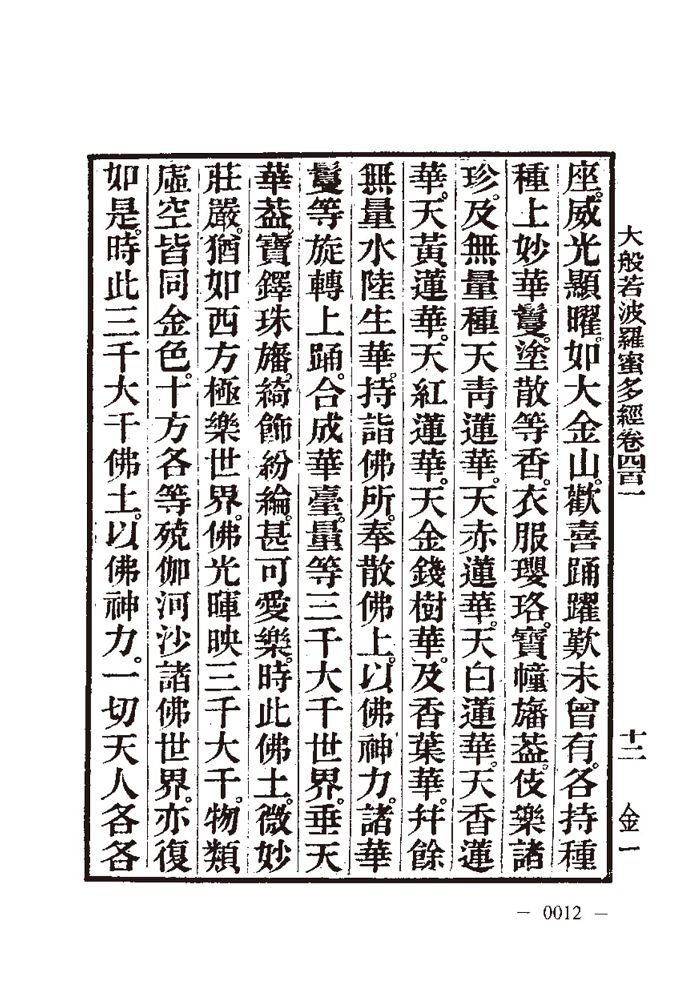 大般若波羅蜜多經卷四百一
十二
金一
座。威光顯曜。如大金山。歡喜踊躍歎未曾有。各持種
種上妙華鬘。塗散等香。衣服瓔珞。寶幢旛葢。伎樂諸
珍。及無量種天青蓮華。天赤蓮華。天白蓮華。天香蓮
華。天黃蓮華。天紅蓮華。天金錢樹華。及香葉華。幷餘
無量水陸生華。持詣佛所。奉散佛上。以佛神力。諸華
鬘等旋轉上踊。合成華臺。量等三千大千世界。垂天
華葢。寶鐸珠旛。綺飾紛綸。甚可愛樂。時此佛土。微妙
莊嚴。猶如西方極樂世界。佛光暉映三千大千。物類
虛空皆同金色。十方各等殑伽河沙諸佛世界。亦復
如是。時此三千大千佛土。以佛神力。一切天人各各
— 0012 —